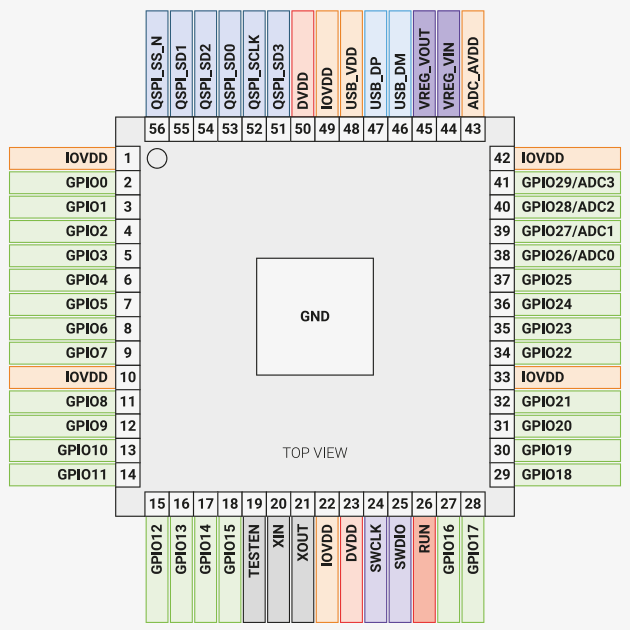 QSPI_SS_N
QSPI_SD1
QSPI_SD2
QSPI_SD0
QSPI_SCLK
QSPI_SD3
DVDD
IOVDD
USB_VDD
USB_DP
USB_DM
VREG_VOUT
VREG_VIN
ADC_AVDD
56 55 54 53 52 51 50 49 48 47 46 45 44 43
IOVDD 1
GPIO0 2
GPIO1 3
GPIO2 4
GPIO3 5
GPIO4 6
GPIO5 7
GPIO6 8
GPIO7 9
IOVDD 10
GPIO8 11
GPIO9 12
GPIO10 13
GPIO11 14
GND
TOP VIEW
42 IOVDD
41 GPIO29/ADC3
40 GPIO28/ADC2
39 GPIO27/ADC1
38 GPIO26/ADC0
37 GPIO25
36 GPIO24
35 GPIO23
34 GPIO22
33 IOVDD
32 GPIO21
31 GPIO20
30 GPIO19
29 GPIO18
15 16 17 18 19 20 21 22 23 24 25 26 27 28
GPIO12
GPIO13
GPIO14
GPIO15
TESTEN
XIN
XOUT
IOVDD
DVDD
SWCLK
SWDIO
RUN
GPIO16
GPIO17